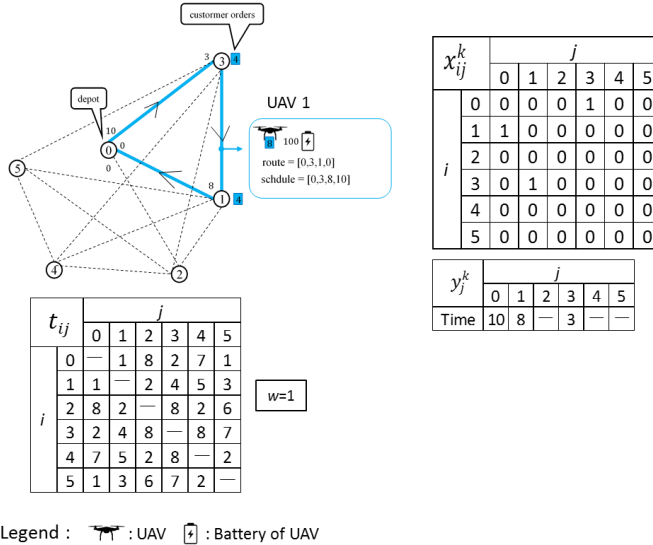 custormer orders
3
3
4
depot
UAV 1
10
0
0
0
8
100
route = [0,3,1,0]
schdule = [0,3,8,10]
5
8
1
4
4
2
x_{ij}^k j
0 1 2 3 4 5
i
0 0 0 0 1 0 0
1 1 0 0 0 0 0
2 0 0 0 0 0 0
3 0 1 0 0 0 0
4 0 0 0 0 0 0
5 0 0 0 0 0 0
y_j^k j
0 1 2 3 4 5
Time 10 8 — 3 — —
t_{ij} j
0 1 2 3 4 5
i
0 — 1 8 2 7 1
1 1 — 2 4 5 3
2 8 2 — 8 2 6
3 2 4 8 — 8 7
4 7 5 2 8 — 2
5 1 3 6 7 2 —
w=1
Legend : : UAV : Battery of UAV